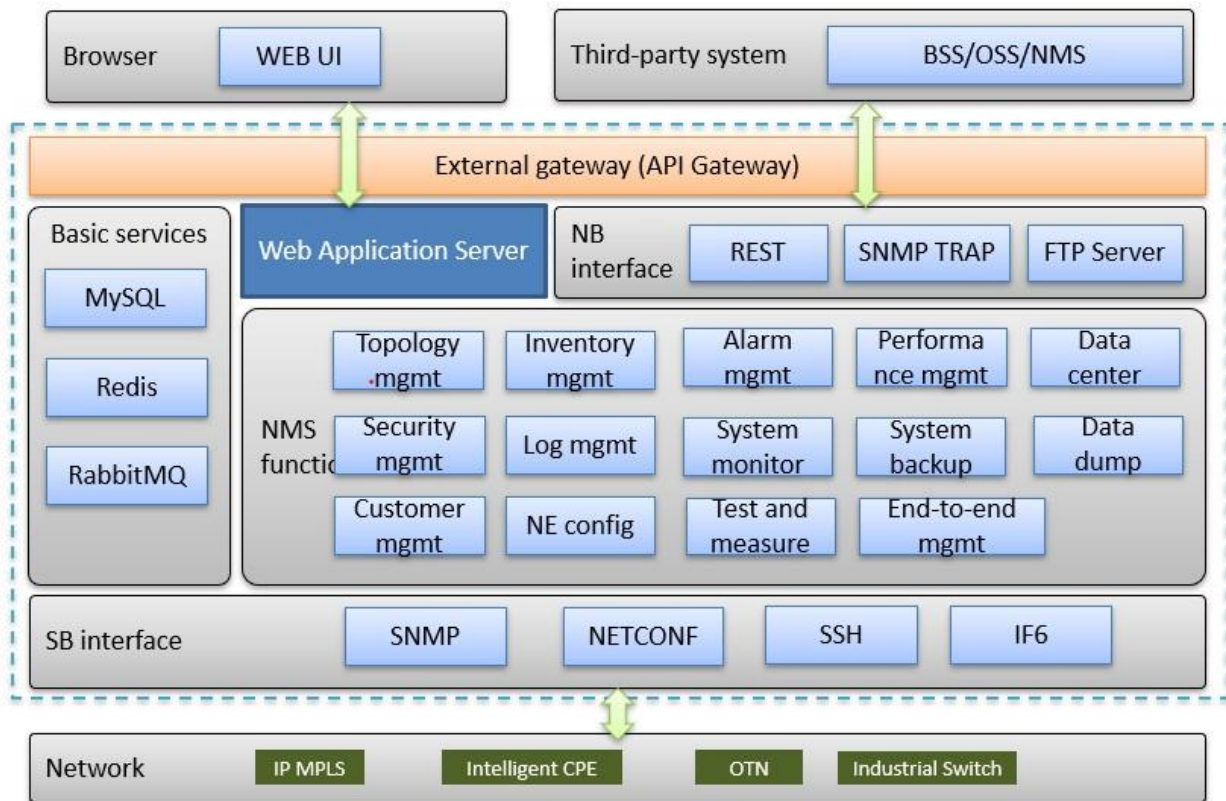 Browser
WEB UI
Third-party system
BSS/OSS/NMS
External gateway (API Gateway)
Basic services
MySQL
Redis
RabbitMQ
Web Application Server
NB
interface
REST
SNMP TRAP
FTP Server
NMS
functio
Topology
mgmt
Inventory
mgmt
Alarm
mgmt
Performa
nce mgmt
Data
center
Security
mgmt
Log mgmt
System
monitor
System
backup
Data
dump
Customer
mgmt
NE config
Test and
measure
End-to-end
mgmt
SB interface
SNMP
NETCONF
SSH
IF6
Network
IP MPLS
Intelligent CPE
OTN
Industrial Switch